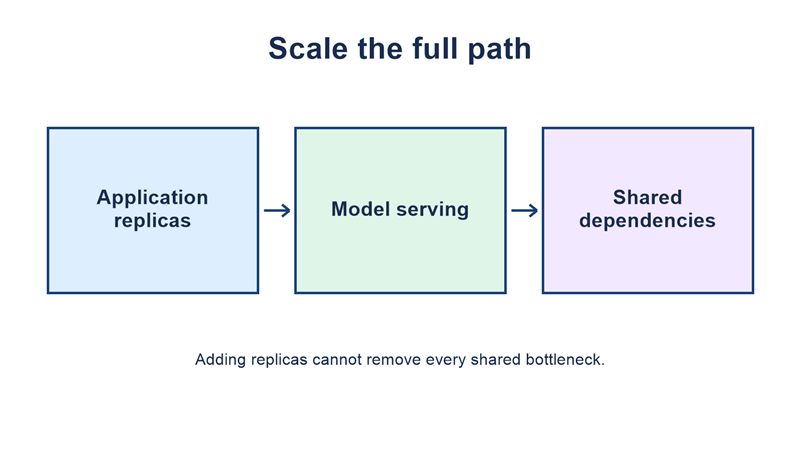 Scale the full path
Application
replicas
Model serving
Shared
dependencies
Adding replicas cannot remove every shared bottleneck.